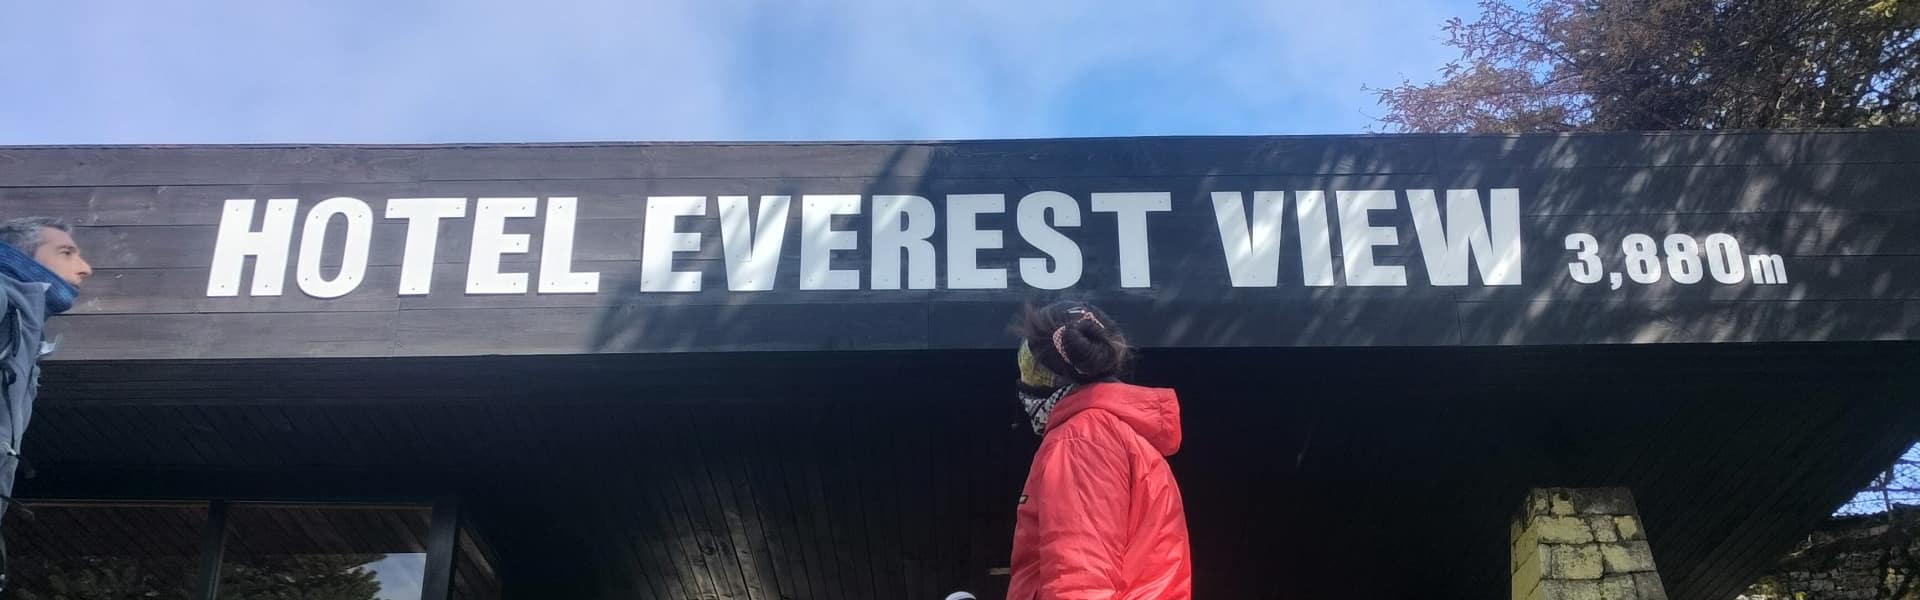 HOTEL EVEREST VIEW 3,880m